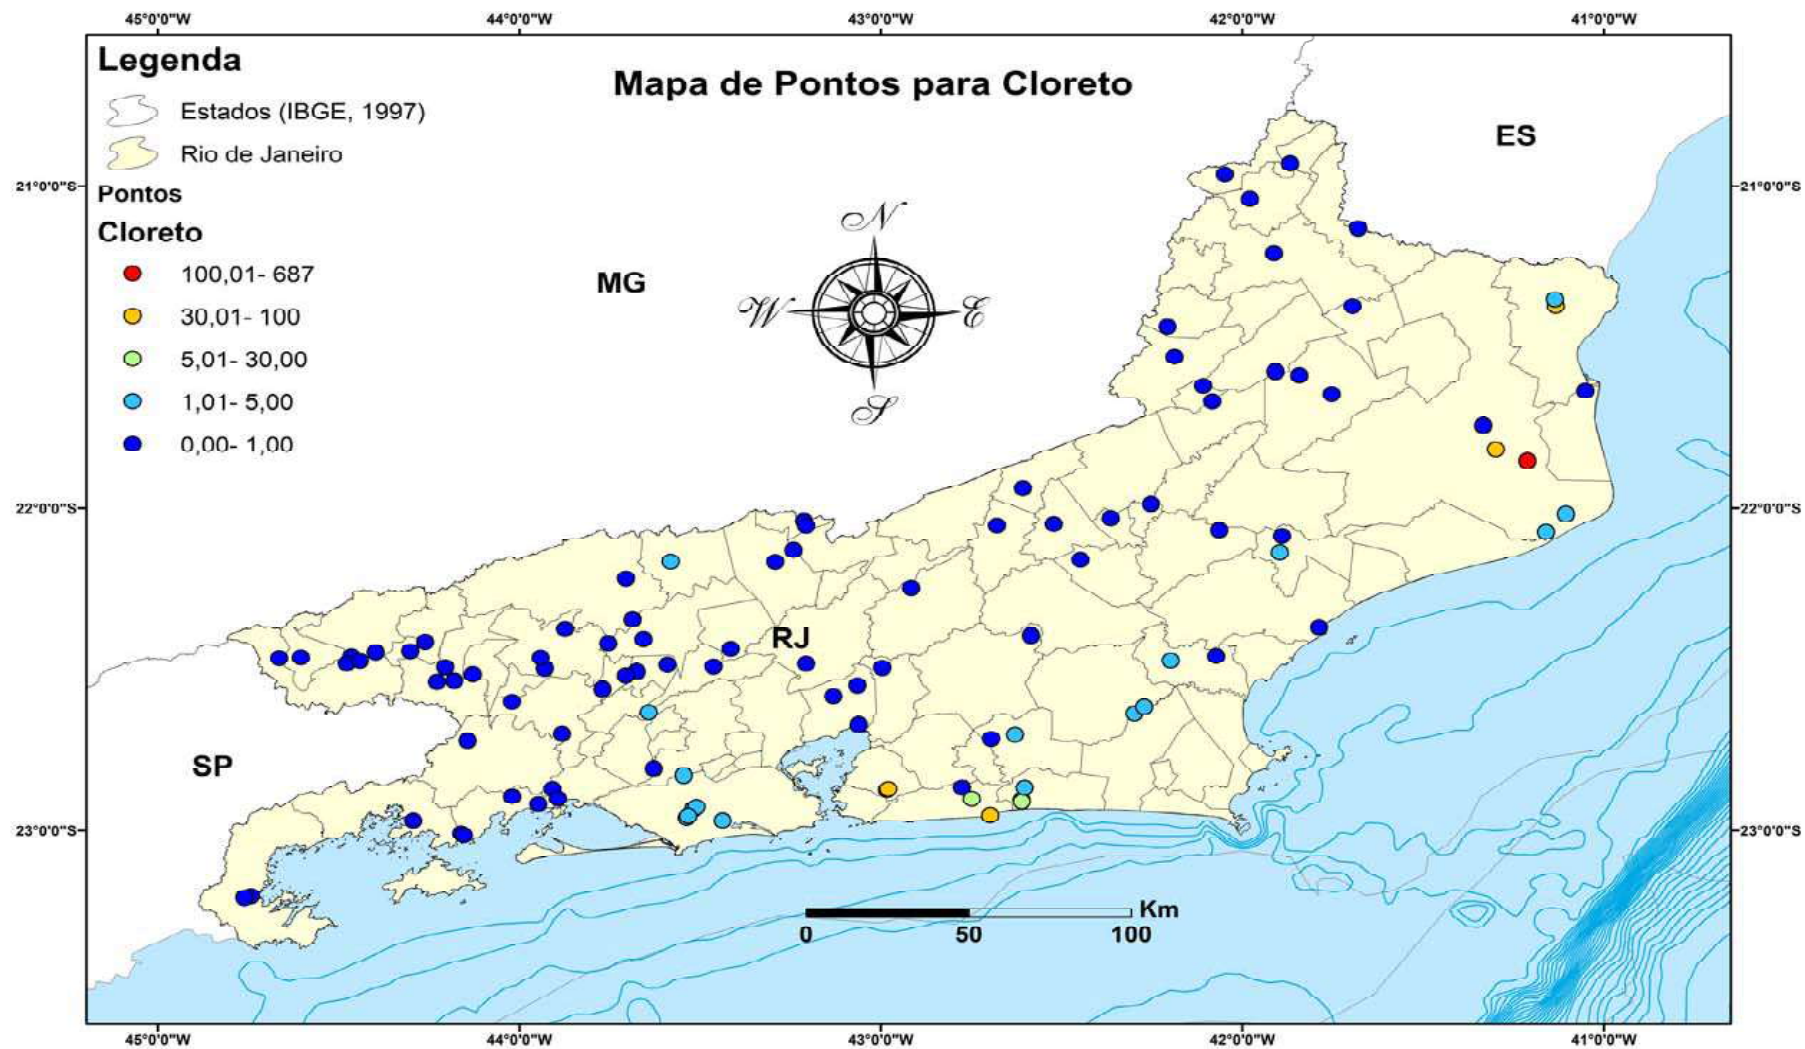 45°0'0"W 44°0'0"W 43°0'0"W 42°0'0"W 41°0'0"W
Legenda
Estados (IBGE, 1997)
Rio de Janeiro
Pontos
Cloreto
100,01- 687
30,01- 100
5,01- 30,00
1,01- 5,00
0,00- 1,00
Mapa de Pontos para Cloreto
N
W
E
S
MG
ES
RJ
SP
21°0'0"S
21°0'0"S
22°0'0"S
22°0'0"S
23°0'0"S
23°0'0"S
Km
0 50 100
45°0'0"W 44°0'0"W 43°0'0"W 42°0'0"W 41°0'0"W